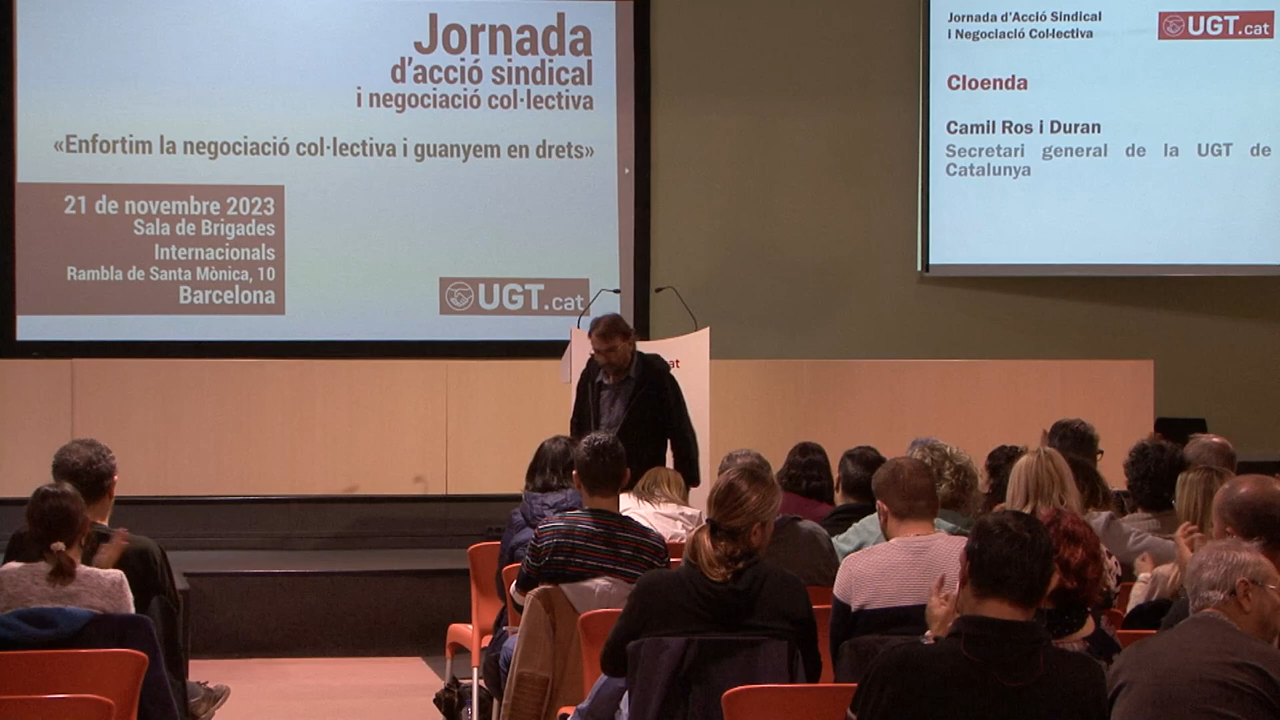 Jornada
d'acció sindical
i negociació col·lectiva
«Enfortim la negociació col·lectiva i guanyem en drets»
21 de novembre 2023
Sala de Brigades
Internacionals
Rambla de Santa Mònica, 10
Barcelona
UGT.cat
Jornada d'Acció Sindical
i Negociació Col·lectiva
UGT.cat
Cloenda
Camil Ros i Duran
Secretari general de la UGT de
Catalunya
at